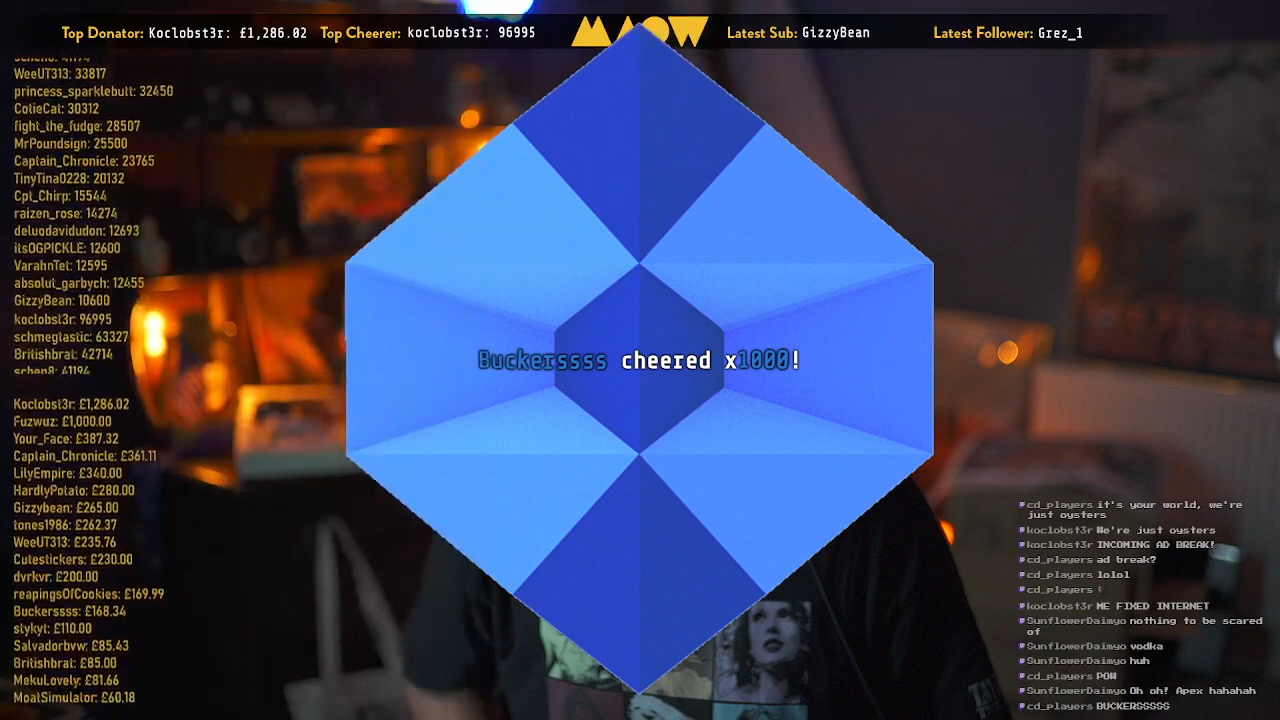 Top Donator: Koclobst3r: £1,286.02 Top Cheerer: koclobst3r: 96995 MAOW Latest Sub: GizzyBean Latest Follower: Grez_1
schen8: 41194
WeeUT313: 33817
princess_sparklebutt: 32450
CotieCat: 30312
fight_the_fudge: 28507
MrPoundsign: 25500
Captain_Chronicle: 23765
TinyTina0228: 20132
Cpt_Chirp: 15544
raizen_rose: 14274
deluodavidudon: 12693
itsOGPICKLE: 12600
VarahnTet: 12595
absolut_garbych: 12455
GizzyBean: 10600
koclobst3r: 96995
schmegtastic: 63327
Britishbrat: 42714
schen8: 41194
Buckerssss cheered x1000!
Koclobst3r: £1,286.02
Fuzwuz: £1,000.00
Your_Face: £387.32
Captain_Chronicle: £361.11
LilyEmpire: £340.00
HardlyPotato: £280.00
Gizzybean: £265.00
tones1986: £262.37
WeeUT313: £235.76
Cutestickers: £230.00
dvrkvr: £200.00
reapingsOfCookies: £169.99
Buckerssss: £168.34
stykyt: £110.00
Salvadorbvw: £85.43
Britishbrat: £85.00
MekuLovely: £81.66
MoatSimulator: £60.18
cd_players it's your world, we're
just oysters
koclobst3r We're just oysters
koclobst3r INCOMING AD BREAK!
cd_players ad break?
cd_players lolol
cd_players
koclobst3r ME FIXED INTERNET
SunflowerDaimyo nothing to be scared
of
SunflowerDaimyo vodka
SunflowerDaimyo huh
cd_players POW
SunflowerDaimyo Oh oh! Apex hahahah
cd_players BUCKERSSSSS